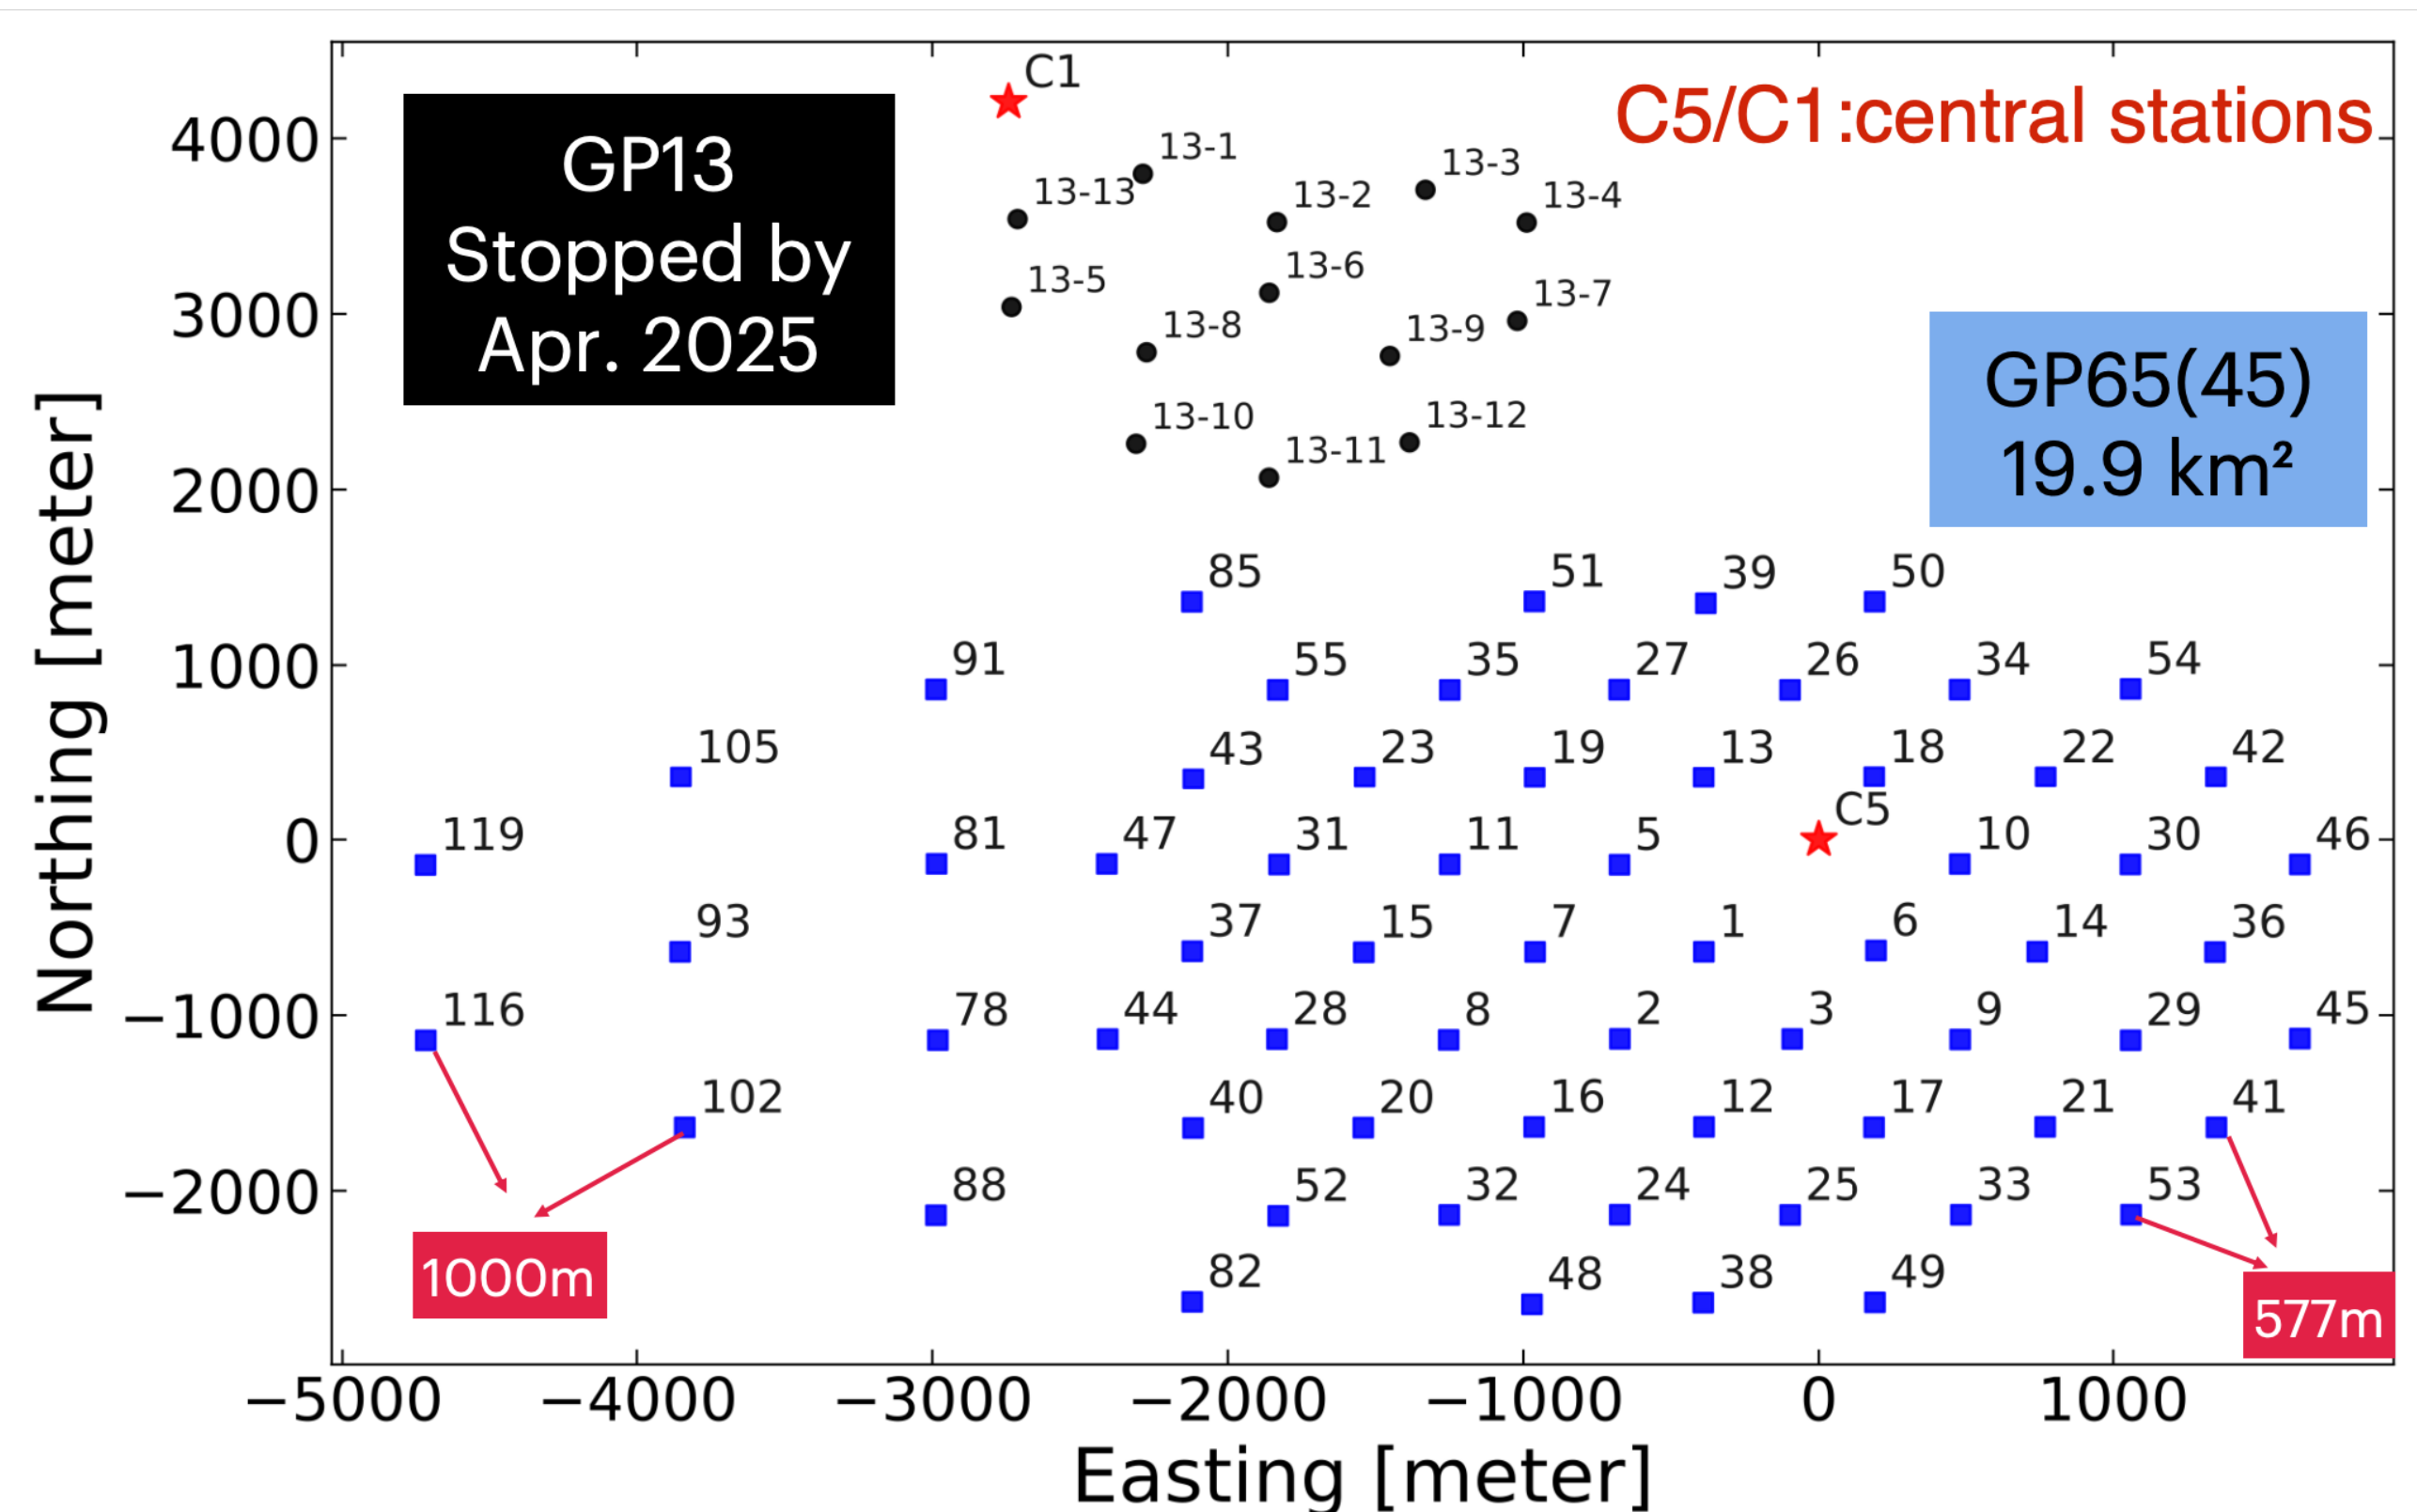 C1
C5/C1:central stations
GP13
Stopped by
Apr. 2025
4000
13-1
13-3
13-13
13-2
13-4
13-6
13-5
13-7
3000
13-8
13-9
GP65(45)
19.9 km²
13-10
13-12
13-11
2000
85 51 39 50
1000
91 55 35 27 26 34 54
105 43 23 19 13 18 22 42
C5
0
119 81 47 31 11 5 10 30 46
93 37 15 7 1 6 14 36
−1000
116 78 44 28 8 2 3 9 29 45
102 40 20 16 12 17 21 41
−2000
88 52 32 24 25 33 53
1000m
82 48 38 49
577m
−5000 −4000 −3000 −2000 −1000 0 1000
Easting [meter]
Northing [meter]